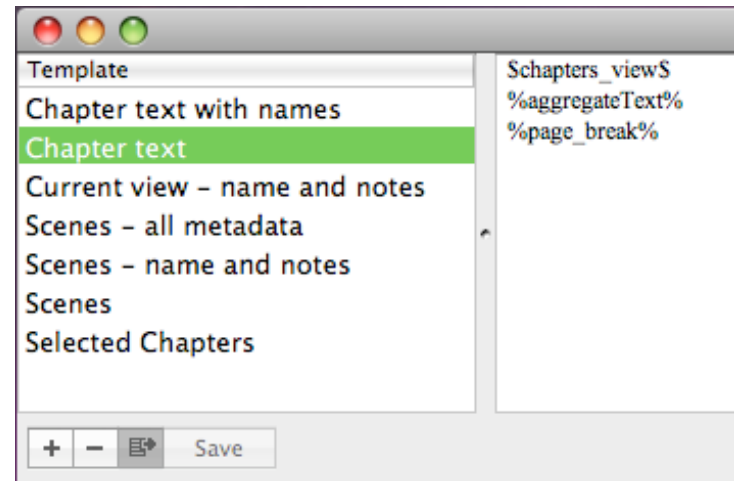 Template
Chapter text with names
Chapter text
Current view – name and notes
Scenes – all metadata
Scenes – name and notes
Scenes
Selected Chapters
$chapters_view$
%aggregateText%
%page_break%
+ − Save